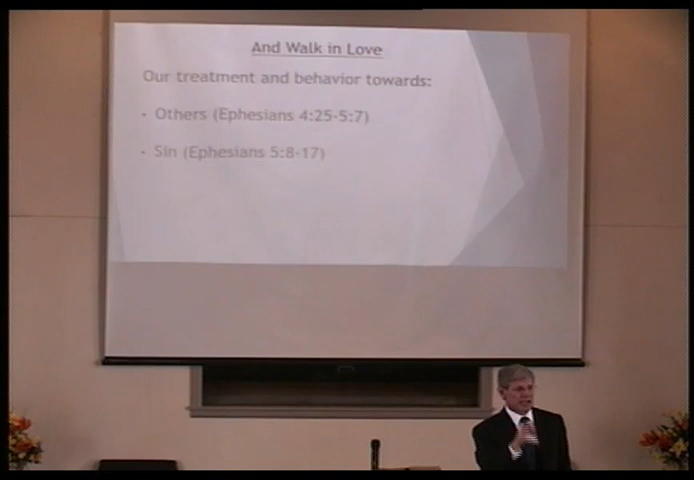 And Walk in Love
Our treatment and behavior towards:
- Others (Ephesians 4:25-5:7)
- Sin (Ephesians 5:8-17)